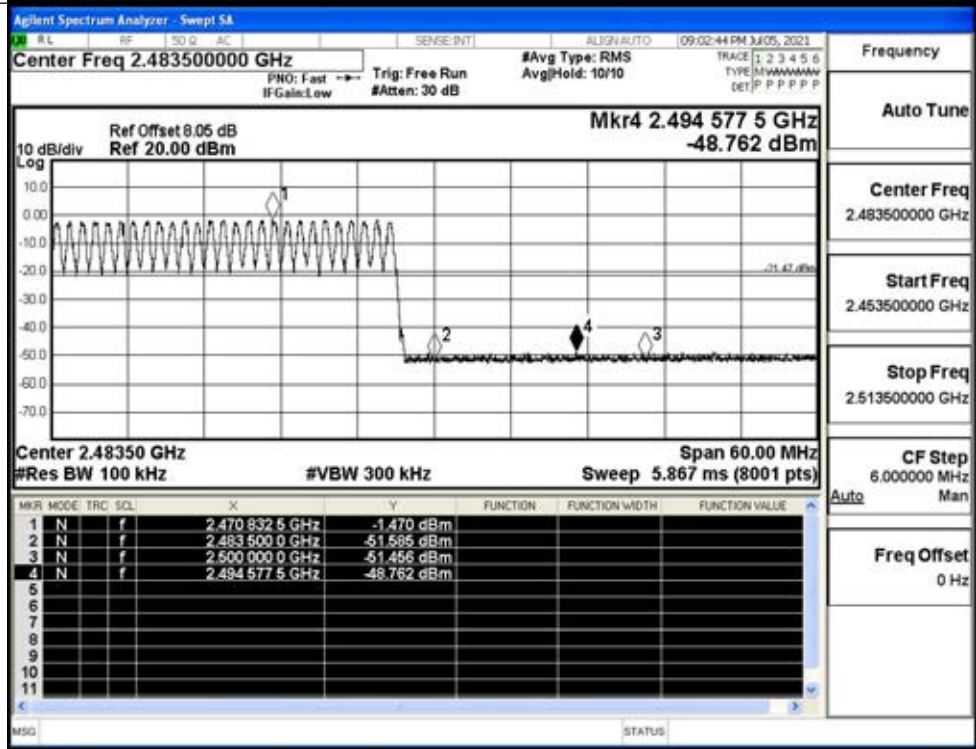 Agilent Spectrum Analyzer - Swept SA
RL RF 50 Ω AC SENSE:INT ALIGNAUTO 09:02:44 PM Jul 05, 2021
Center Freq 2.483500000 GHz #Avg Type: RMS TRACE 1 2 3 4 5 6
PNO: Fast Trig: Free Run Avg|Hold: 10/10 TYPE M WWWWW
IFGain:Low #Atten: 30 dB DET P P P P P P
Mkr4 2.494 577 5 GHz
Ref Offset 8.05 dB
10 dB/div Ref 20.00 dBm -48.762 dBm
Log
10.0
0.00
-10.0
-20.0
-30.0
-40.0
-50.0
-60.0
-70.0
1
2
4
3
-21.47 dBm
Center 2.48350 GHz Span 60.00 MHz
#Res BW 100 kHz #VBW 300 kHz Sweep 5.867 ms (8001 pts)
MKR MODE TRC SCL X Y FUNCTION FUNCTION WIDTH FUNCTION VALUE
1 N f 2.470 832 5 GHz -1.470 dBm
2 N f 2.483 500 0 GHz -51.585 dBm
3 N f 2.500 000 0 GHz -51.456 dBm
4 N f 2.494 577 5 GHz -48.762 dBm
5
6
7
8
9
10
11
MSG STATUS
Frequency
Auto Tune
Center Freq
2.483500000 GHz
Start Freq
2.453500000 GHz
Stop Freq
2.513500000 GHz
CF Step
6.000000 MHz
Auto Man
Freq Offset
0 Hz